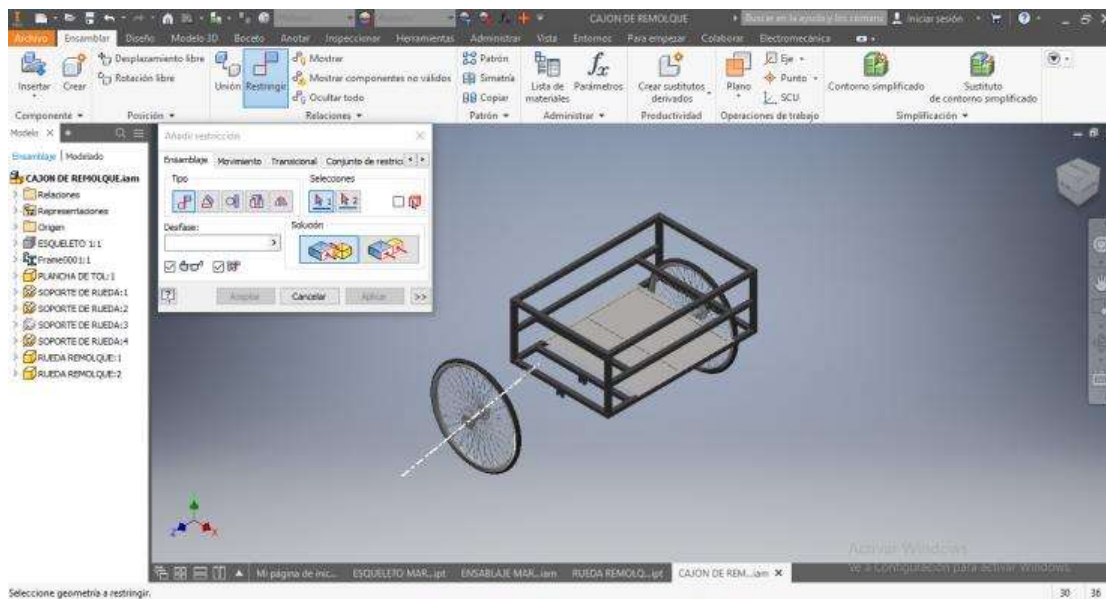 CAJON DE REMOLQUE
Iniciar sesión
Archivo Ensamblar Diseño Modelo 3D Boceto Anotar Inspeccionar Herramientas Administrar Vista Entornos Para empezar Colaborar Electromecánica
Insertar Crear
Desplazamiento libre
Rotación libre
Unión Restringir
Mostrar
Mostrar componentes no válidos
Ocultar todo
Patrón
Simetría
Copiar
Lista de materiales
Parámetros
Crear sustitutos derivados
Plano
Eje
Punto
SCU
Contorno simplificado
Sustituto de contorno simplificado
Componente Posición Relaciones Patrón Administrar Productividad Operaciones de trabajo Simplificación
Modelo
Ensamblaje Modelado
CAJON DE REMOLQUE.iam
Relaciones
Representaciones
Origen
ESQUELETO 1:1
Frame0001:1
PLANCHA DE TOL:1
SOPORTE DE RUEDA:1
SOPORTE DE RUEDA:2
SOPORTE DE RUEDA:3
SOPORTE DE RUEDA:4
RUEDA REMOLQUE:1
RUEDA REMOLQUE:2
Añadir restricción
Ensamblaje Movimiento Transicional Conjunto de restricc
Tipo Selecciones
1 2
Desfase:
Solución
Aceptar Cancelar Aplicar >>
Activar Windows
Ve a Configuración para activar Windows.
Mi página de inic... ESQUELETO MAR...ipt ENSABLAJE MAR...iam RUEDA REMOLQ...ipt CAJON DE REM...iam
Seleccione geometría a restringir.
30 36